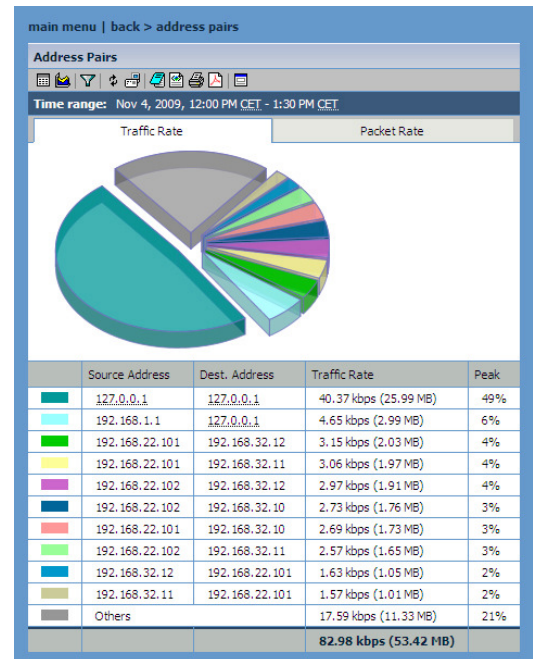 main menu | back > address pairs
Address Pairs
Time range: Nov 4, 2009, 12:00 PM CET - 1:30 PM CET
Traffic Rate Packet Rate
Source Address Dest. Address Traffic Rate Peak
127.0.0.1 127.0.0.1 40.37 kbps (25.99 MB) 49%
192.168.1.1 127.0.0.1 4.65 kbps (2.99 MB) 6%
192.168.22.101 192.168.32.12 3.15 kbps (2.03 MB) 4%
192.168.22.101 192.168.32.11 3.06 kbps (1.97 MB) 4%
192.168.22.102 192.168.32.12 2.97 kbps (1.91 MB) 4%
192.168.22.102 192.168.32.10 2.73 kbps (1.76 MB) 3%
192.168.22.101 192.168.32.10 2.69 kbps (1.73 MB) 3%
192.168.22.102 192.168.32.11 2.57 kbps (1.65 MB) 3%
192.168.32.12 192.168.22.101 1.63 kbps (1.05 MB) 2%
192.168.32.11 192.168.22.101 1.57 kbps (1.01 MB) 2%
Others 17.59 kbps (11.33 MB) 21%
82.98 kbps (53.42 MB)